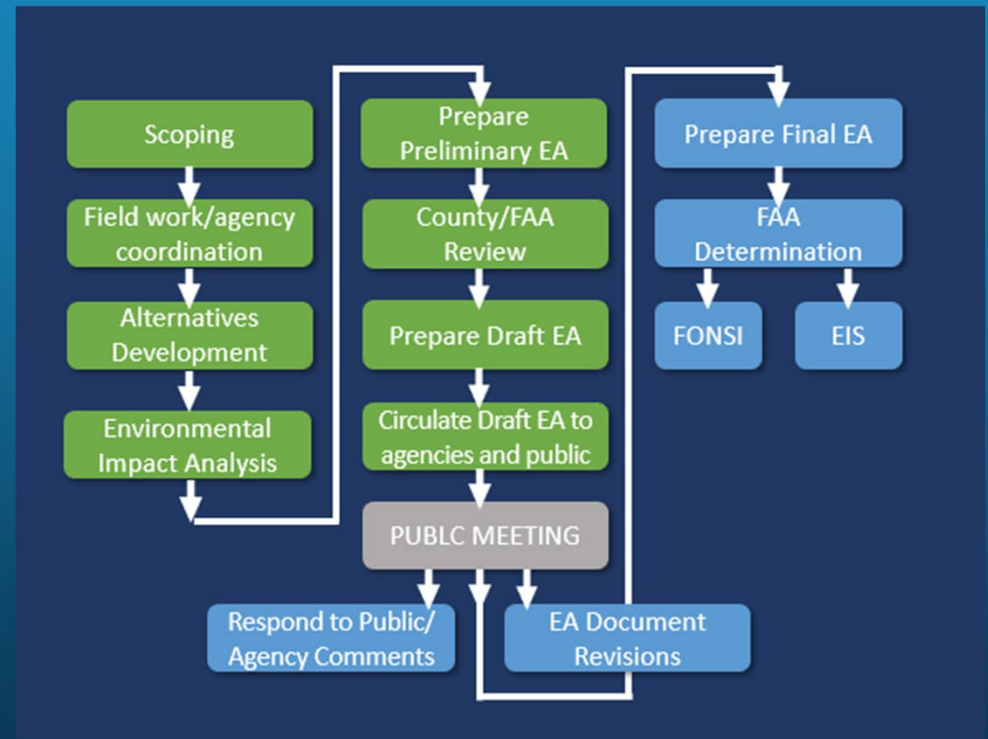 Scoping
Field work/agency
coordination
Alternatives
Development
Environmental
Impact Analysis
Prepare
Preliminary EA
County/FAA
Review
Prepare Draft EA
Circulate Draft EA to
agencies and public
PUBLC MEETING
Respond to Public/
Agency Comments
EA Document
Revisions
Prepare Final EA
FAA
Determination
FONSI
EIS